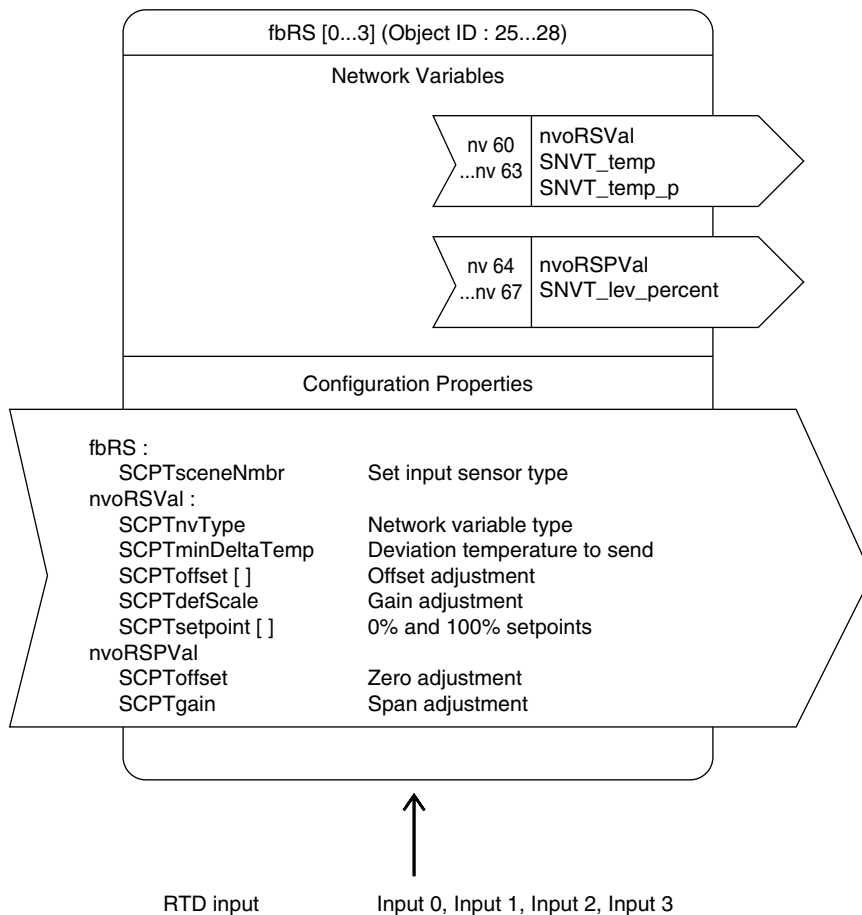 fbRS [0...3] (Object ID : 25...28)
Network Variables
nv 60
...nv 63
nvoRSVal
SNVT_temp
SNVT_temp_p
nv 64
...nv 67
nvoRSPVal
SNVT_lev_percent
Configuration Properties
fbRS :
SCPTsceneNmbr Set input sensor type
nvoRSVal :
SCPTnvType Network variable type
SCPTminDeltaTemp Deviation temperature to send
SCPToffset [ ] Offset adjustment
SCPTdefScale Gain adjustment
SCPTsetpoint [ ] 0% and 100% setpoints
nvoRSPVal
SCPToffset Zero adjustment
SCPTgain Span adjustment
RTD input Input 0, Input 1, Input 2, Input 3